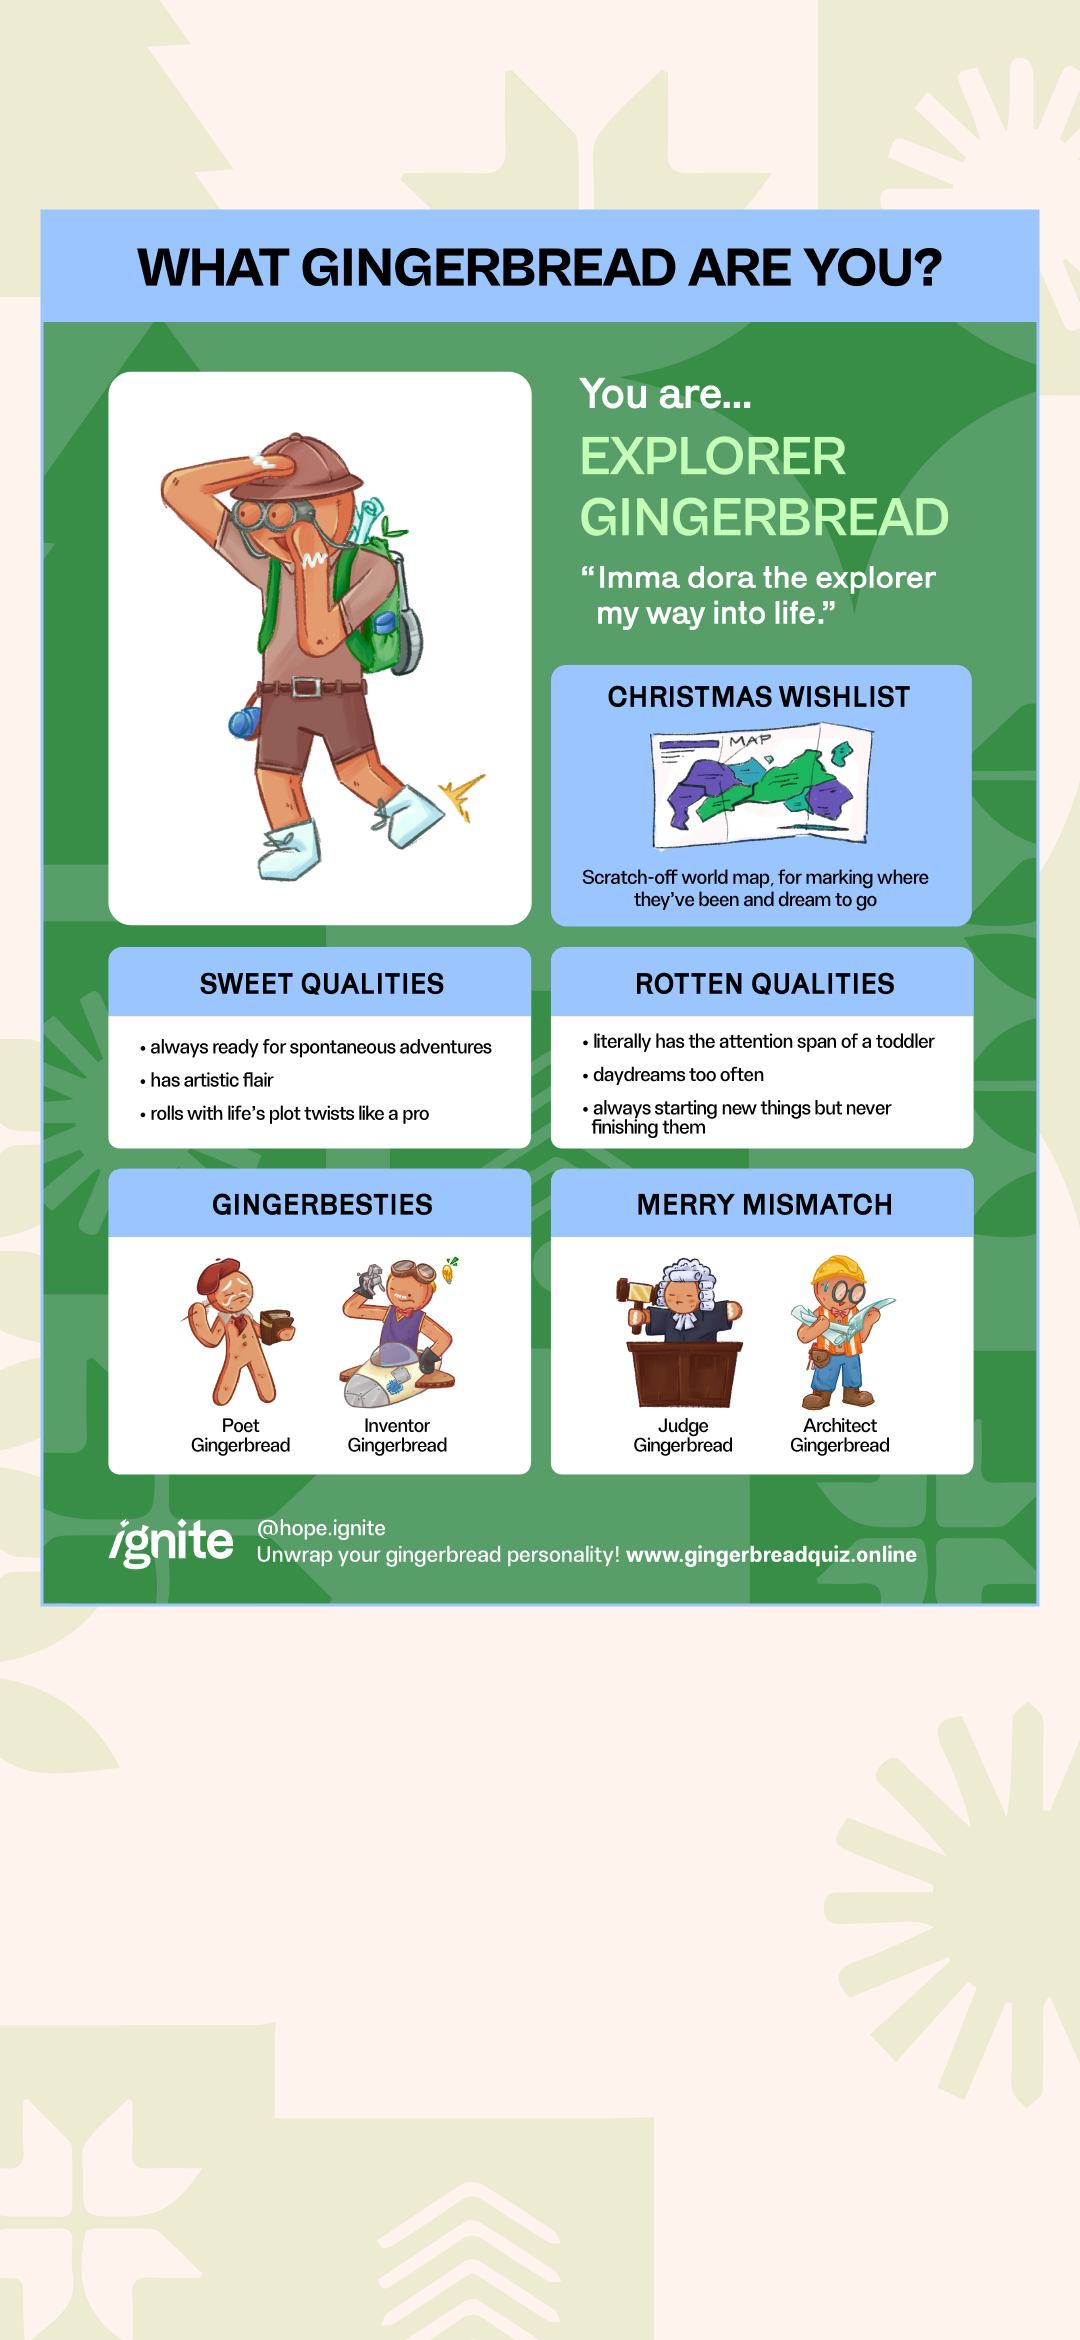 WHAT GINGERBREAD ARE YOU?
You are...
EXPLORER
GINGERBREAD
“Imma dora the explorer
my way into life.”
CHRISTMAS WISHLIST
MAP
Scratch-off world map, for marking where
they’ve been and dream to go
SWEET QUALITIES
• always ready for spontaneous adventures
• has artistic flair
• rolls with life’s plot twists like a pro
ROTTEN QUALITIES
• literally has the attention span of a toddler
• daydreams too often
• always starting new things but never
finishing them
GINGERBESTIES
Poet
Gingerbread
Inventor
Gingerbread
MERRY MISMATCH
Judge
Gingerbread
Architect
Gingerbread
ignite
@hope.ignite
Unwrap your gingerbread personality! www.gingerbreadquiz.online